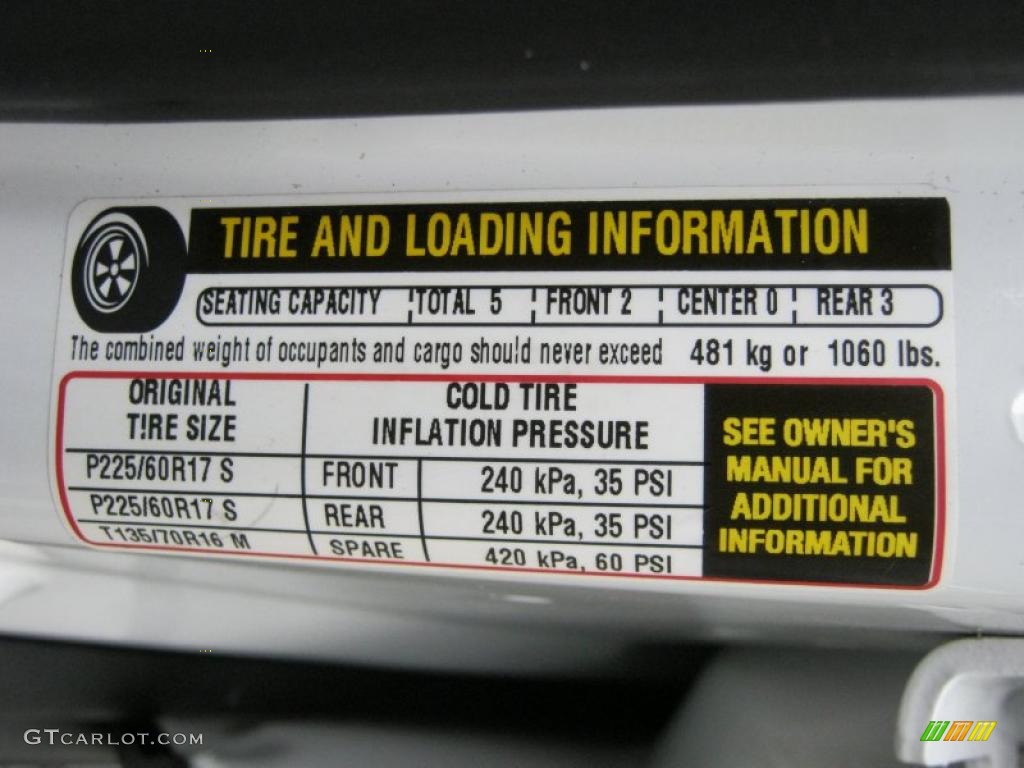 TIRE AND LOADING INFORMATION
SEATING CAPACITY TOTAL 5 FRONT 2 CENTER 0 REAR 3
The combined weight of occupants and cargo should never exceed 481 kg or 1060 lbs.
ORIGINAL
TIRE SIZE
COLD TIRE
INFLATION PRESSURE
P225/60R17 S FRONT 240 kPa, 35 PSI
P225/60R17 S REAR 240 kPa, 35 PSI
T135/70R16 M SPARE 420 kPa, 60 PSI
SEE OWNER'S
MANUAL FOR
ADDITIONAL
INFORMATION
GTCARLOT.COM